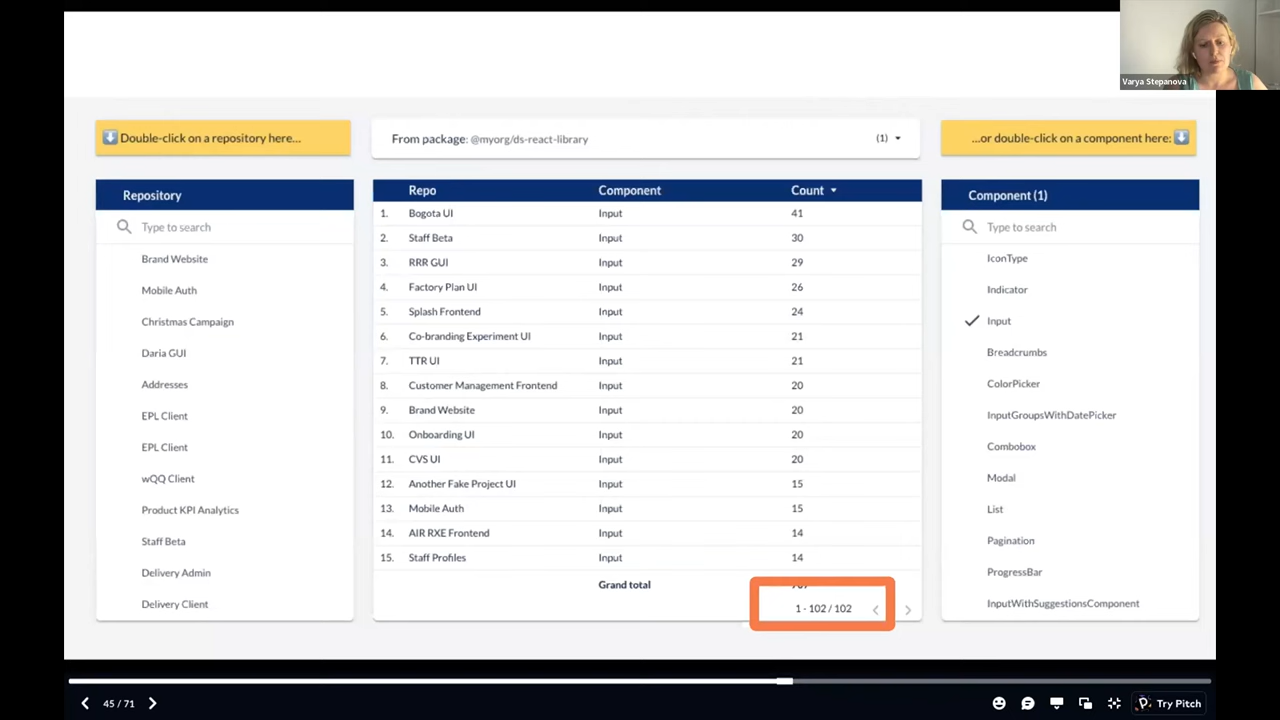 Varya Stepanova
Double-click on a repository here...
From package: @myorg/ds-react-library
(1)
...or double-click on a component here:
Repository
Type to search
Brand Website
Mobile Auth
Christmas Campaign
Daria GUI
Addresses
EPL Client
EPL Client
wQQ Client
Product KPI Analytics
Staff Beta
Delivery Admin
Delivery Client
Repo Component Count
1. Bogota UI Input 41
2. Staff Beta Input 30
3. RRR GUI Input 29
4. Factory Plan UI Input 26
5. Splash Frontend Input 24
6. Co-branding Experiment UI Input 21
7. TTR UI Input 21
8. Customer Management Frontend Input 20
9. Brand Website Input 20
10. Onboarding UI Input 20
11. CVS UI Input 20
12. Another Fake Project UI Input 15
13. Mobile Auth Input 15
14. AIR RXE Frontend Input 14
15. Staff Profiles Input 14
Grand total
1 - 102 / 102
Component (1)
Type to search
IconType
Indicator
Input
Breadcrumbs
ColorPicker
InputGroupsWithDatePicker
Combobox
Modal
List
Pagination
ProgressBar
InputWithSuggestionsComponent
45 / 71
Try Pitch